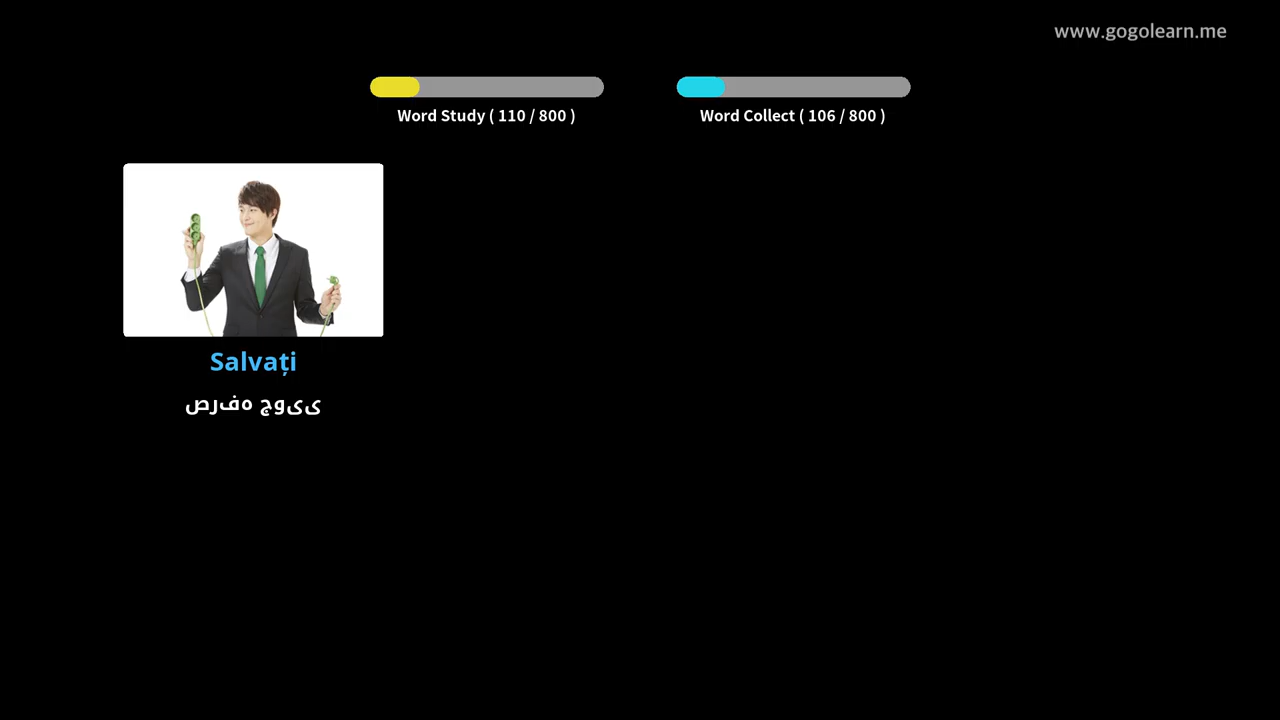 www.gogolearn.me
Word Study ( 110 / 800 )
Word Collect ( 106 / 800 )
Salvați
صرفه جویی